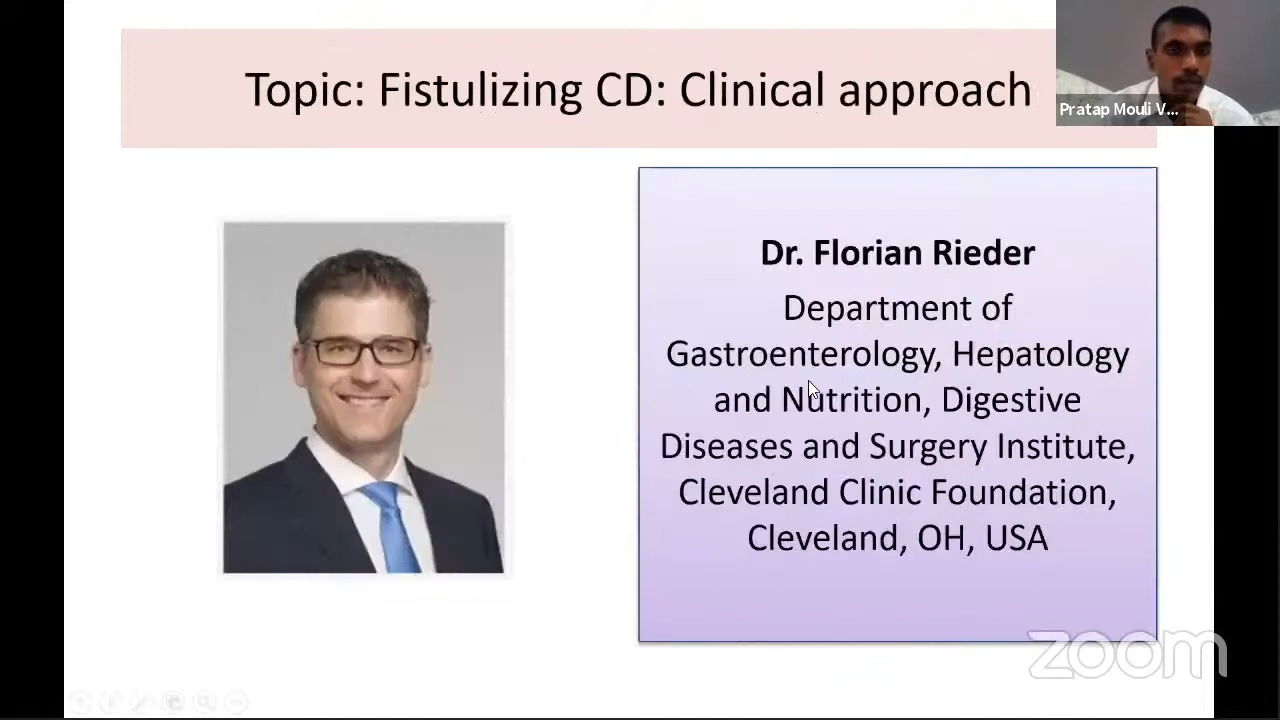 Topic: Fistulizing CD: Clinical approach
Pratap Mouli V...
Dr. Florian Rieder
Department of
Gastroenterology, Hepatology
and Nutrition, Digestive
Diseases and Surgery Institute,
Cleveland Clinic Foundation,
Cleveland, OH, USA
zoom